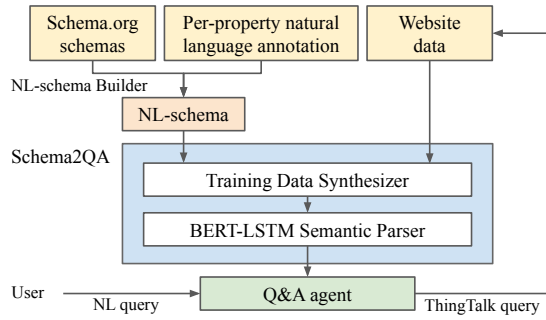 Schema.org
schemas
Per-property natural
language annotation
Website
data
NL-schema Builder
NL-schema
Schema2QA
Training Data Synthesizer
BERT-LSTM Semantic Parser
User
NL query
Q&A agent
ThingTalk query